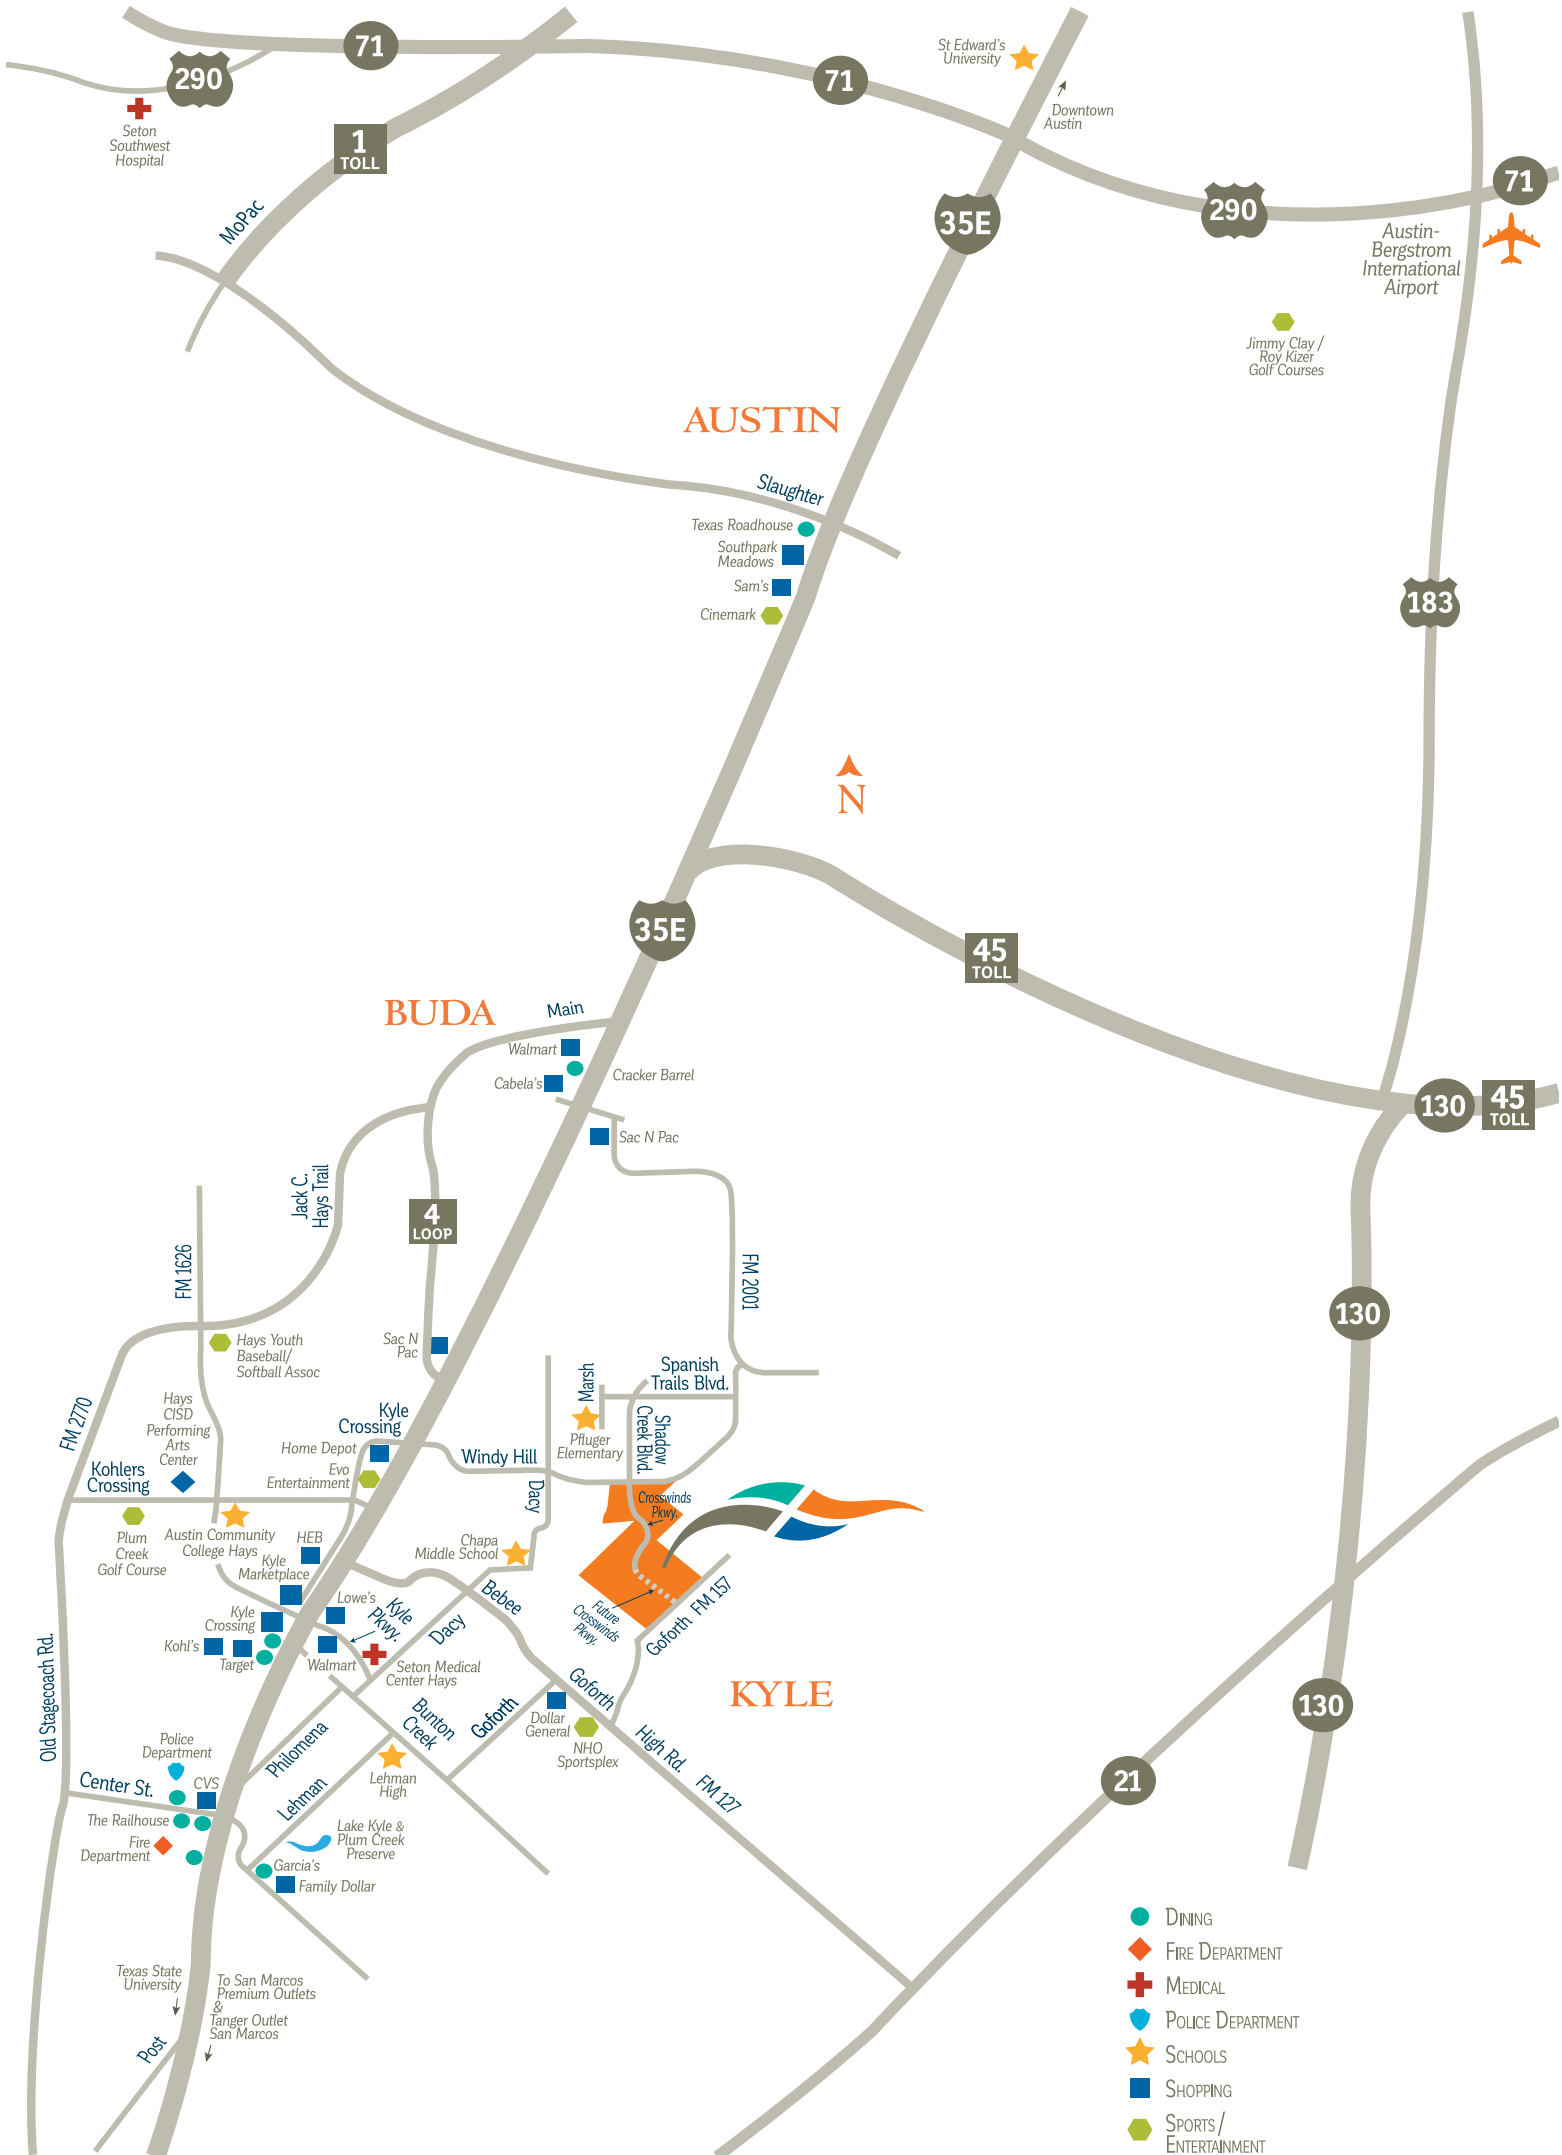 71
290
Seton
Southwest
Hospital
1
TOLL
MoPac
71
St Edward's
University
Downtown
Austin
35E
290
71
Austin-
Bergstrom
International
Airport
Jimmy Clay /
Roy Kizer
Golf Courses
AUSTIN
Slaughter
Texas Roadhouse
Southpark
Meadows
Sam's
Cinemark
183
N
35E
45
TOLL
130
45
TOLL
BUDA
Main
Walmart
Cabela's
Cracker Barrel
Sac N Pac
Jack C.
Hays Trail
4
LOOP
FM 1626
FM 2001
130
Hays Youth
Baseball/
Softball Assoc
Sac N
Pac
Marsh
Spanish
Trails Blvd.
Shadow
Creek Blvd.
Pfluger
Elementary
FM 2770
Hays
CISD
Performing
Arts
Center
Kyle
Crossing
Home Depot
Evo
Entertainment
Windy Hill
Dacy
Kohlers
Crossing
Crosswinds
Pkwy.
Plum
Creek
Golf Course
Austin Community
College Hays
HEB
Kyle
Marketplace
Chapa
Middle School
Bebee
Lowe's
Kyle
Pkwy.
Dacy
Kyle
Crossing
Kohl's
Target
Walmart
Seton Medical
Center Hays
Future
Crosswinds
Pkwy.
Goforth FM 157
KYLE
Old Stagecoach Rd.
Goforth
Bunton
Creek
Goforth
Dollar
General
NHO
Sportsplex
High Rd.
FM 127
130
21
Philomena
Lehman
Lehman
High
Police
Department
Center St.
CVS
The Railhouse
Fire
Department
Lake Kyle &
Plum Creek
Preserve
Garcia's
Family Dollar
Texas State
University
To San Marcos
Premium Outlets
&
Tanger Outlet
San Marcos
Post
DINING
FIRE DEPARTMENT
MEDICAL
POLICE DEPARTMENT
SCHOOLS
SHOPPING
SPORTS/
ENTERTAINMENT